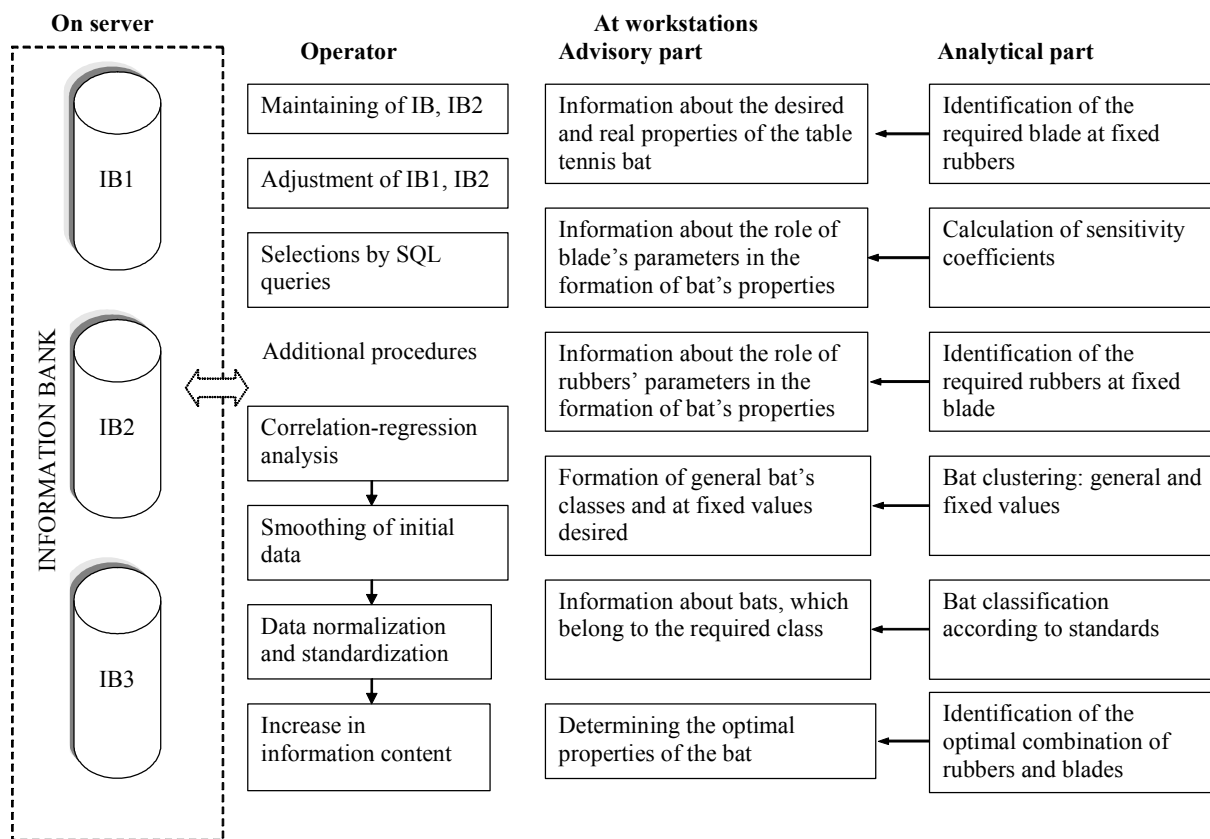 On server
At workstations
Operator
Advisory part
Analytical part
INFORMATION BANK
IB1
IB2
IB3
Maintaining of IB, IB2
Adjustment of IB1, IB2
Selections by SQL
queries
Additional procedures
Correlation-regression
analysis
Smoothing of initial
data
Data normalization
and standardization
Increase in
information content
Information about the desired
and real properties of the table
tennis bat
Information about the role of
blade’s parameters in the
formation of bat’s properties
Information about the role of
rubbers’ parameters in the
formation of bat’s properties
Formation of general bat’s
classes and at fixed values
desired
Information about bats, which
belong to the required class
Determining the optimal
properties of the bat
Identification of the
required blade at fixed
rubbers
Calculation of sensitivity
coefficients
Identification of the
required rubbers at fixed
blade
Bat clustering: general and
fixed values
Bat classification
according to standards
Identification of the
optimal combination of
rubbers and blades